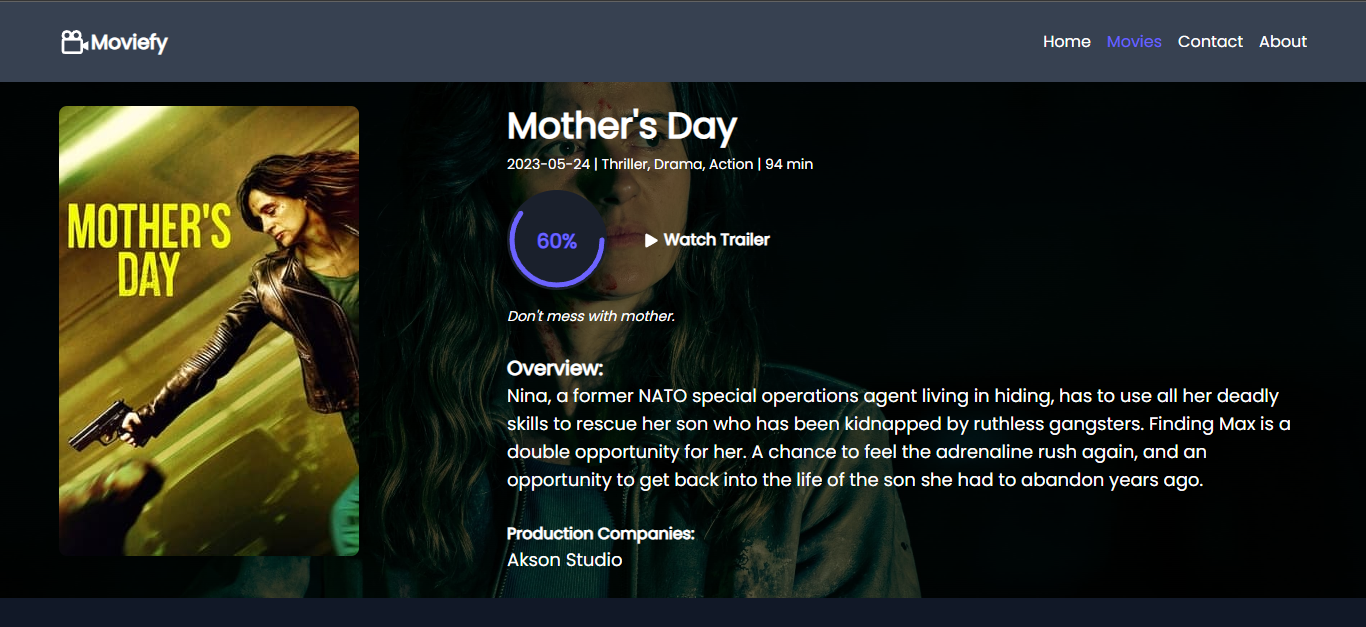 Moviefy
Home Movies Contact About
MOTHER'S
DAY
Mother's Day
2023-05-24 | Thriller, Drama, Action | 94 min
60%
Watch Trailer
Don't mess with mother.
Overview:
Nina, a former NATO special operations agent living in hiding, has to use all her deadly
skills to rescue her son who has been kidnapped by ruthless gangsters. Finding Max is a
double opportunity for her. A chance to feel the adrenaline rush again, and an
opportunity to get back into the life of the son she had to abandon years ago.
Production Companies:
Akson Studio